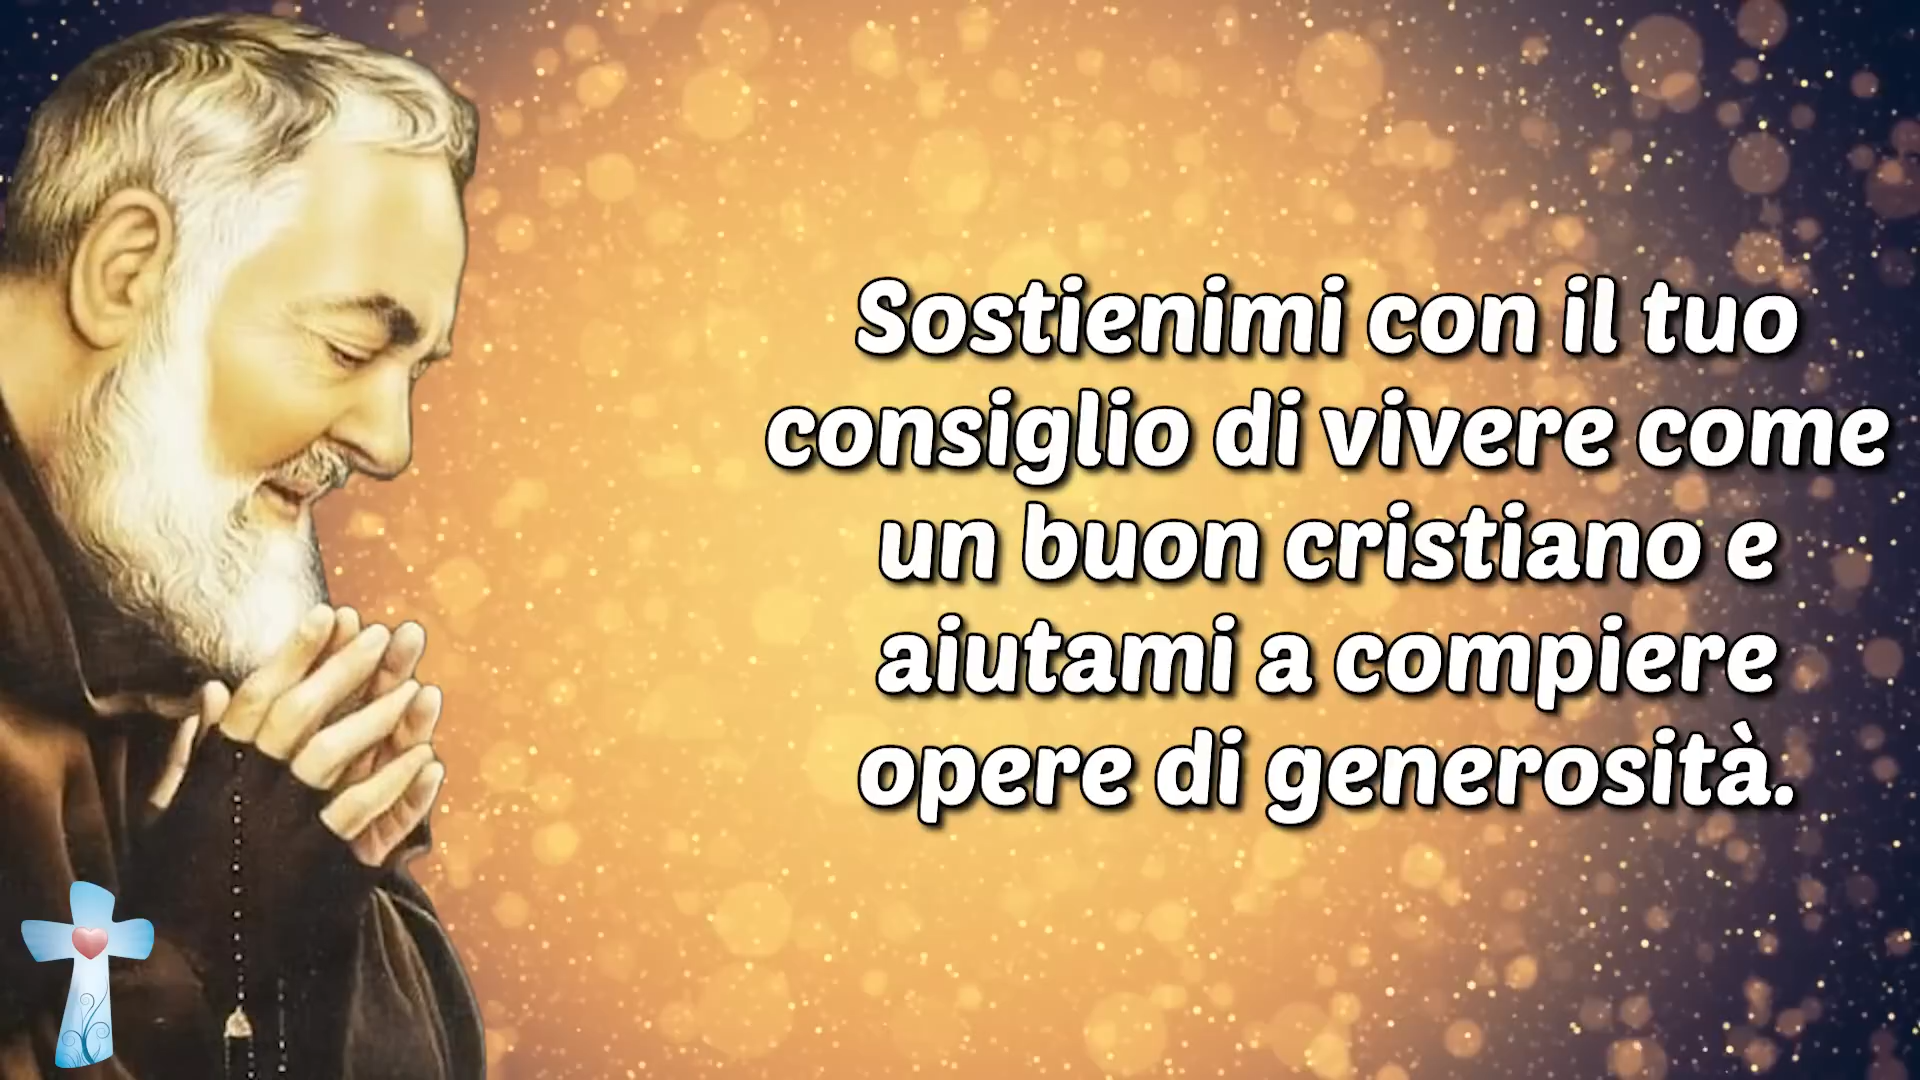 Sostienimi con il tuo
consiglio di vivere come
un buon cristiano e
aiutami a compiere
opere di generosità.